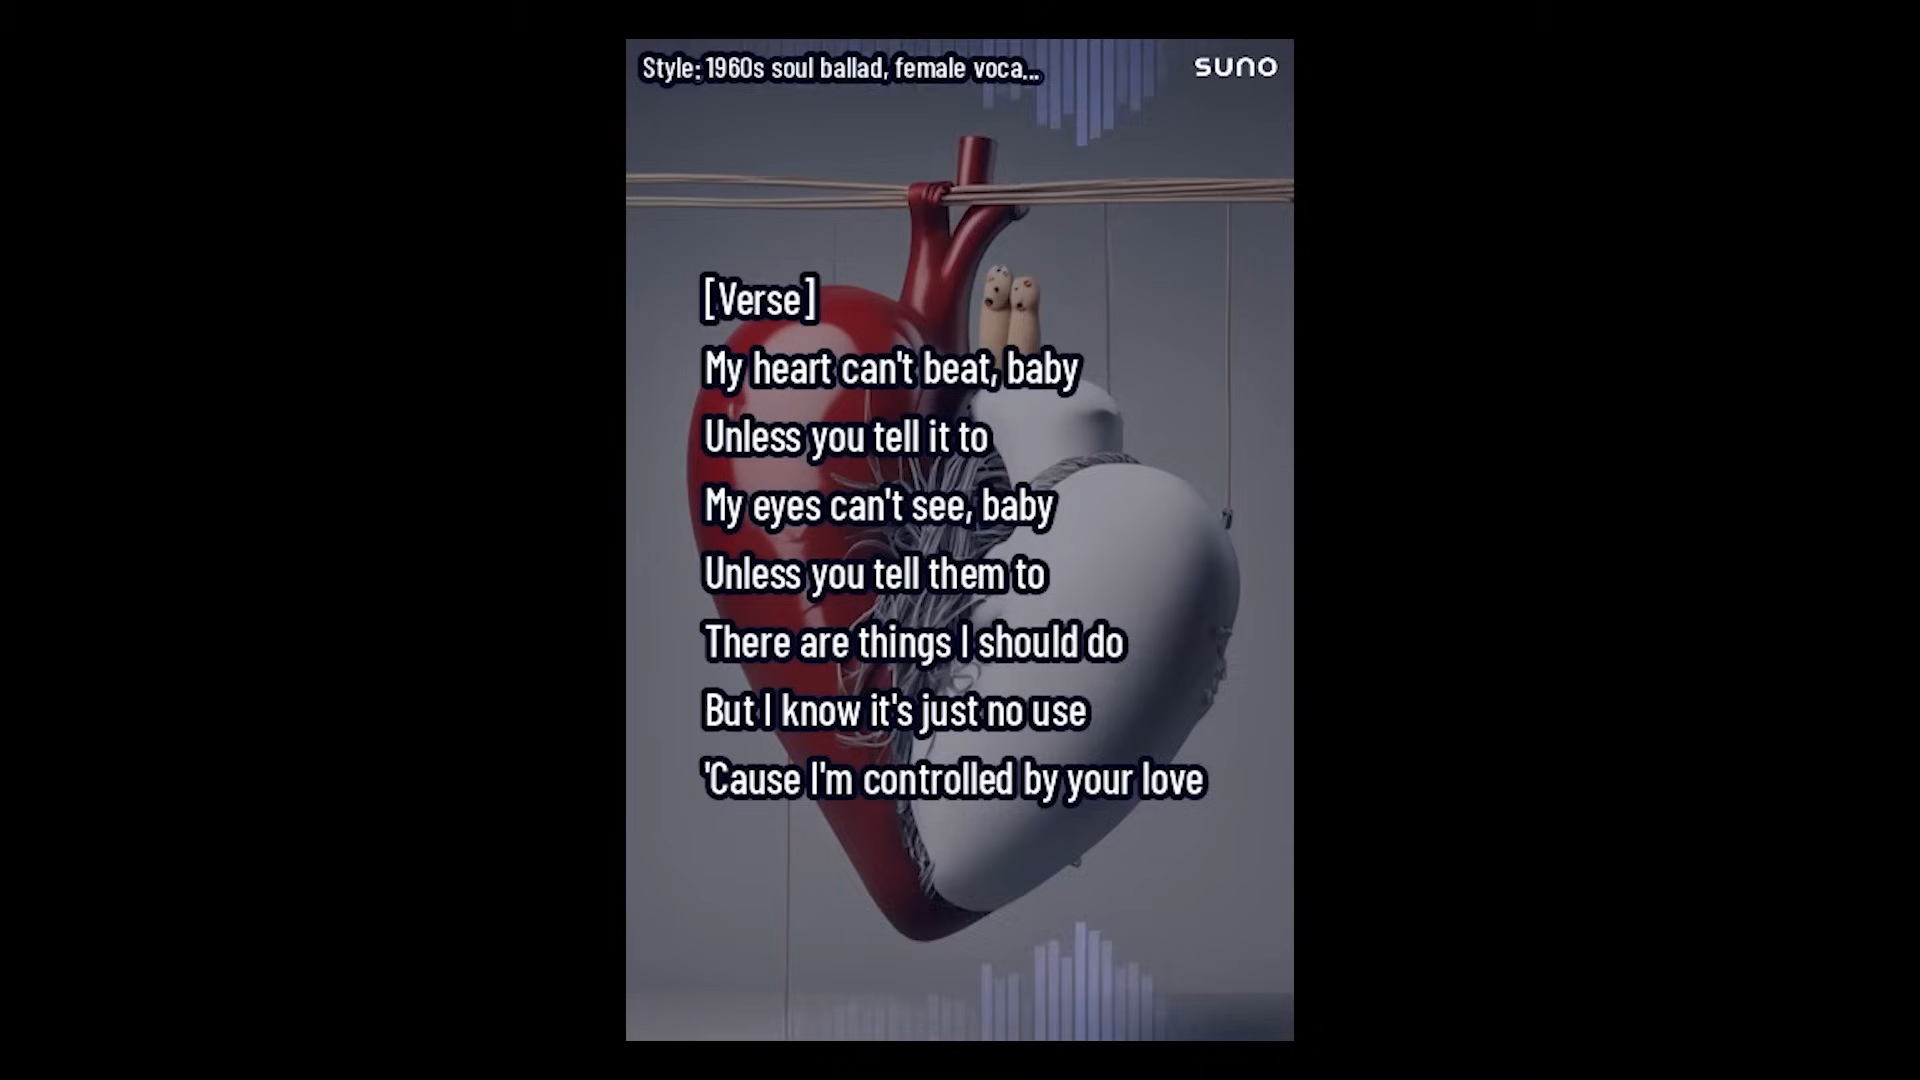 Style: 1960s soul ballad, female voca...
suno
[Verse]
My heart can't beat, baby
Unless you tell it to
My eyes can't see, baby
Unless you tell them to
There are things I should do
But I know it's just no use
'Cause I'm controlled by your love